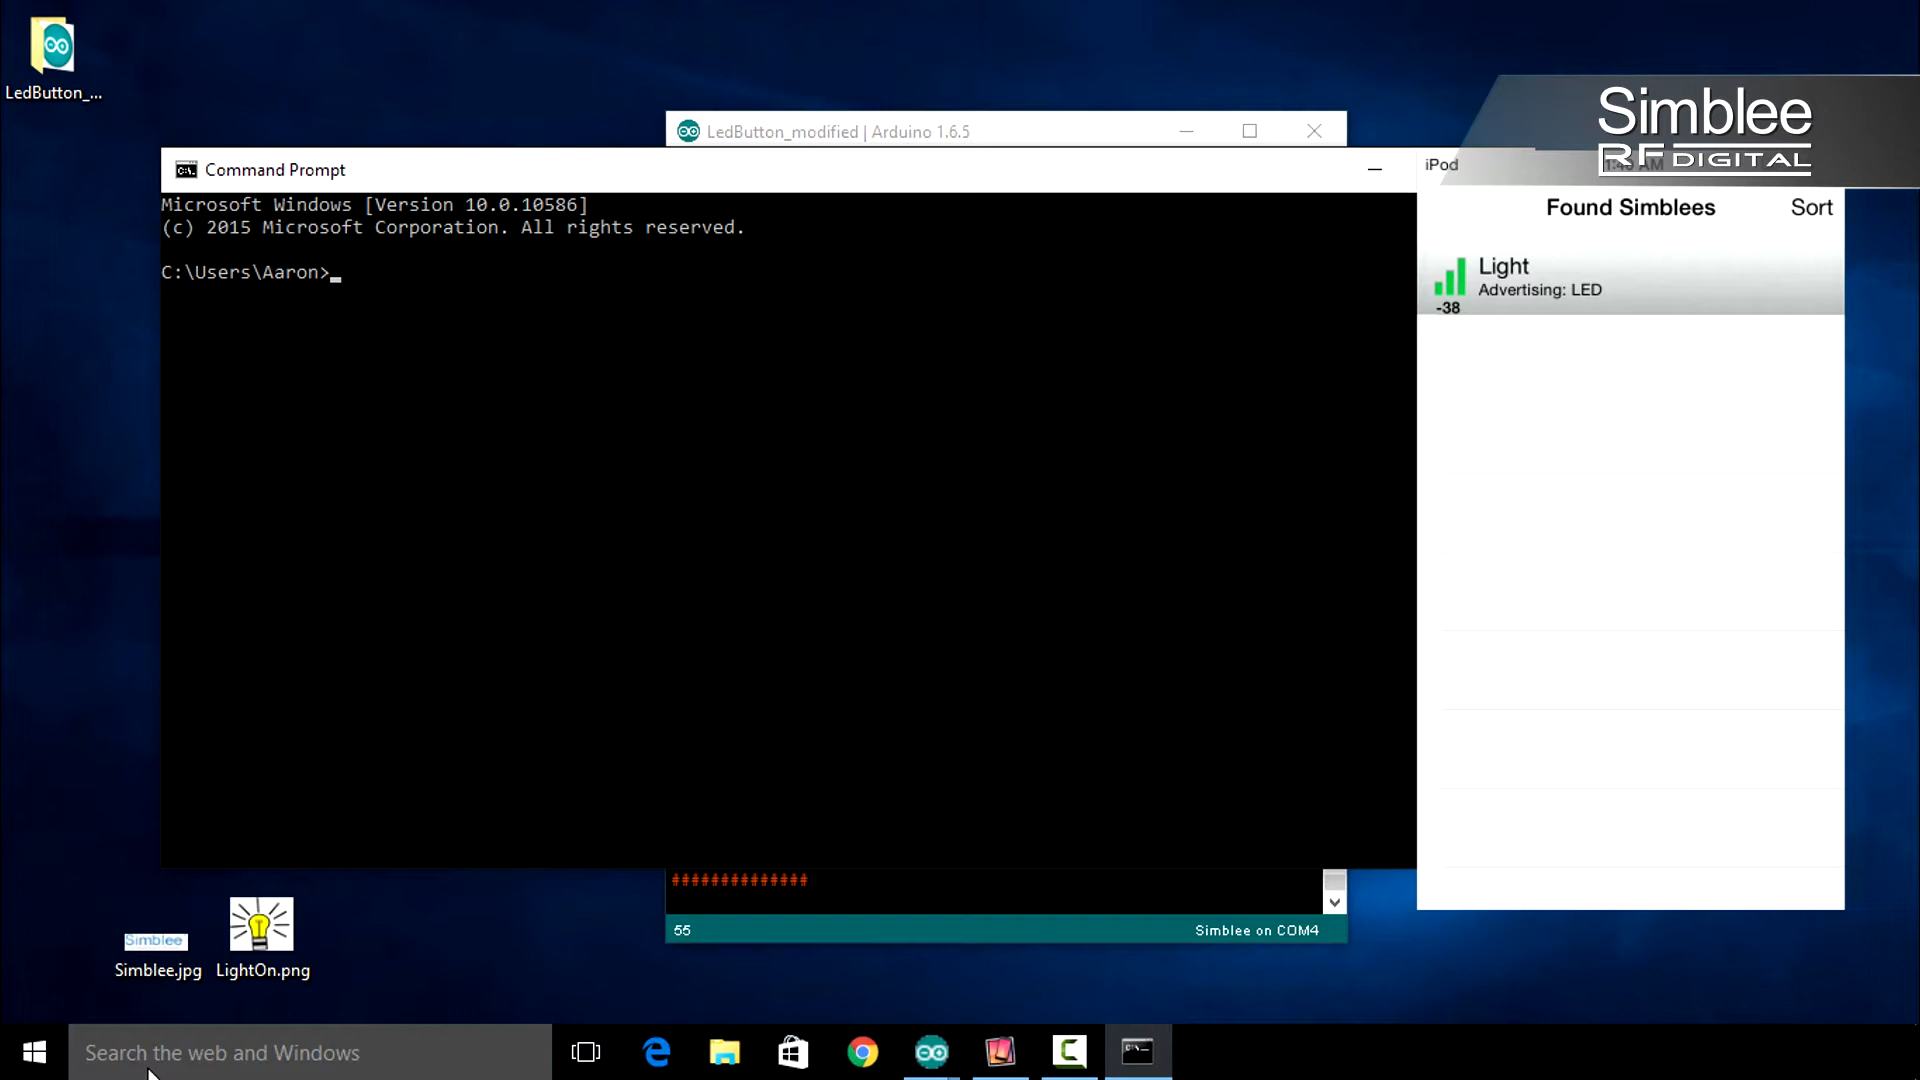 LedButton_...
LedButton_modified | Arduino 1.6.5
Simblee
RF DIGITAL
Command Prompt
iPod
Microsoft Windows [Version 10.0.10586]
(c) 2015 Microsoft Corporation. All rights reserved.
C:\Users\Aaron>
Found Simblees
Sort
Light
Advertising: LED
-38
##############
55
Simblee on COM4
Simblee
Simblee.jpg
LightOn.png
Search the web and Windows